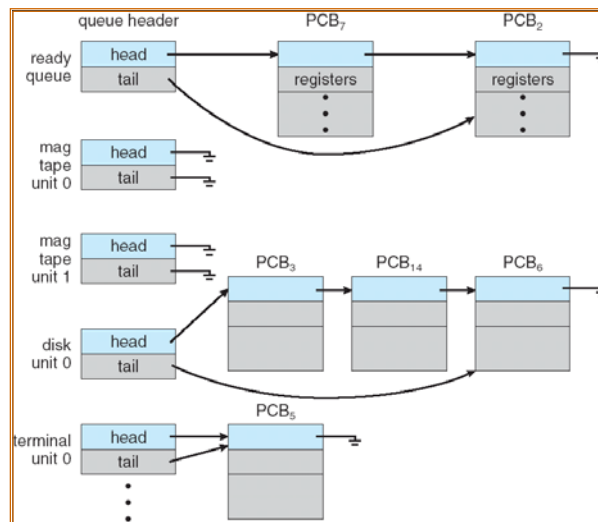 queue header PCB7 PCB2
ready queue
head
tail
registers
registers
mag tape unit 0
head
tail
mag tape unit 1
head
tail
PCB3 PCB14 PCB6
disk unit 0
head
tail
PCB5
terminal unit 0
head
tail